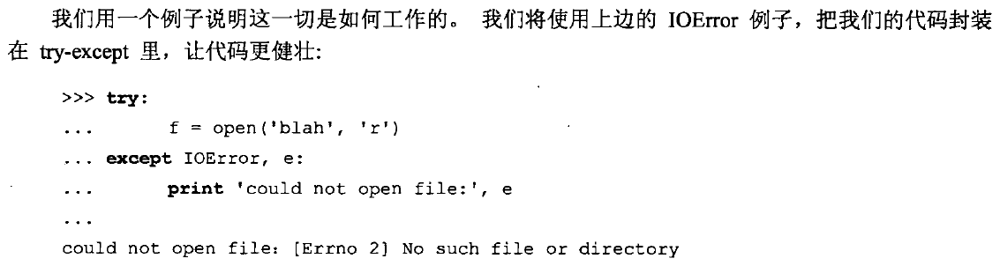 我们用一个例子说明这一切是如何工作的。 我们将使用上边的 IOError 例子，把我们的代码封装
在 try-except 里，让代码更健壮:
>>> try:
...     f = open('blah', 'r')
... except IOError, e:
...     print 'could not open file:', e
...
could not open file: [Errno 2] No such file or directory